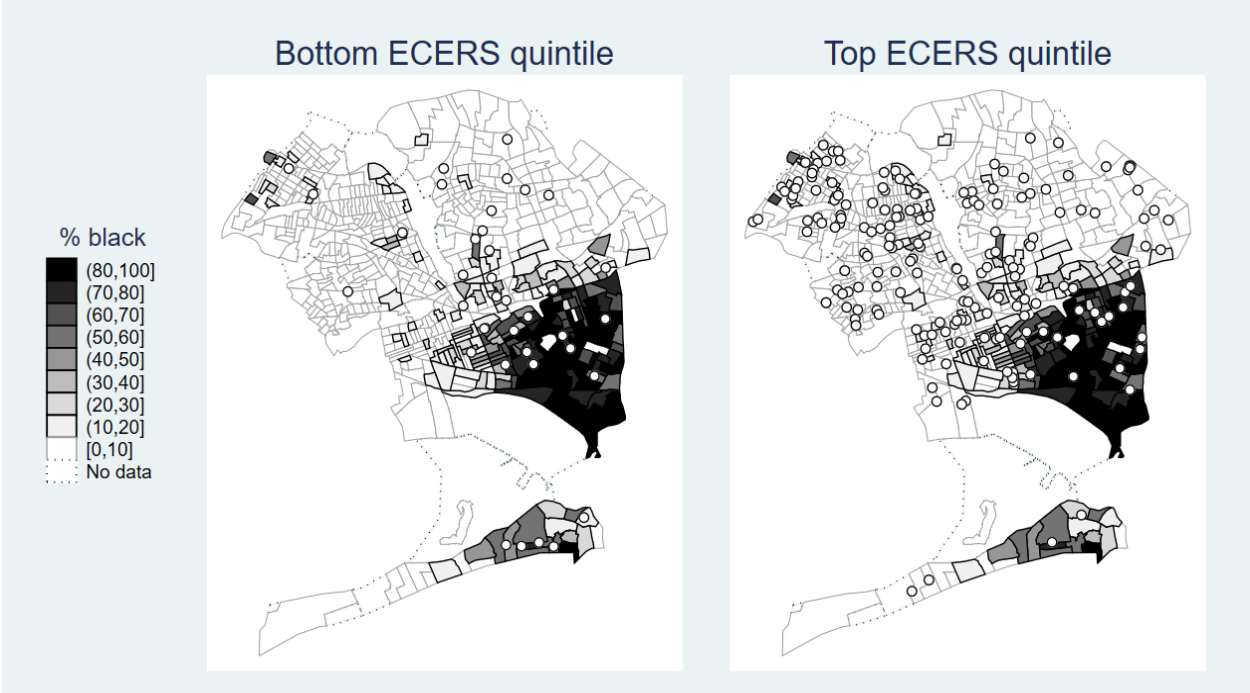 Bottom ECERS quintile
Top ECERS quintile
% black
(80,100]
(70,80]
(60,70]
(50,60]
(40,50]
(30,40]
(20,30]
(10,20]
[0,10]
No data